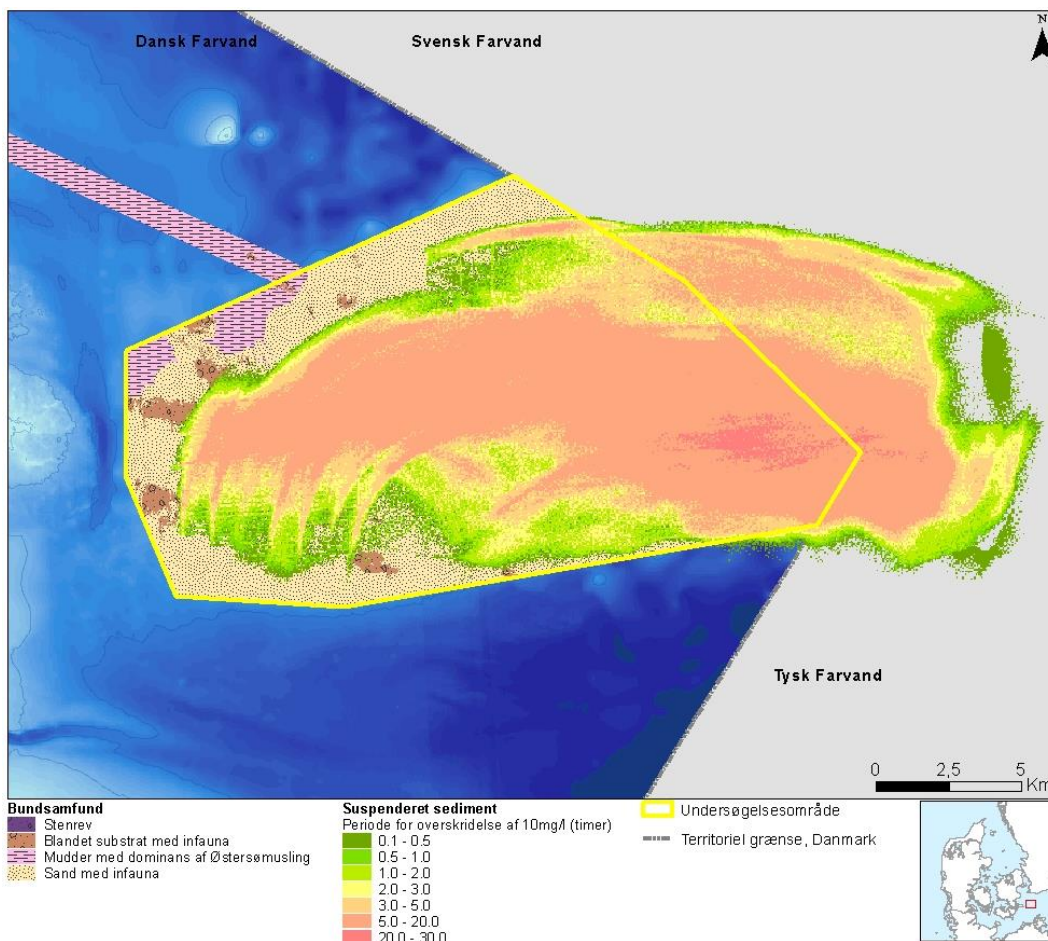 Dansk Farvand
Svensk Farvand
N
Tysk Farvand
0 2,5 5
Km
Bundsamfund
Stenrev
Blandet substrat med infauna
Mudder med dominans af Østersømusling
Sand med infauna
Suspenderet sediment
Periode for overskridelse af 10mg/l (timer)
0.1 - 0.5
0.5 - 1.0
1.0 - 2.0
2.0 - 3.0
3.0 - 5.0
5.0 - 20.0
20.0 - 30.0
Undersøgelsesområde
Territoriel grænse, Danmark